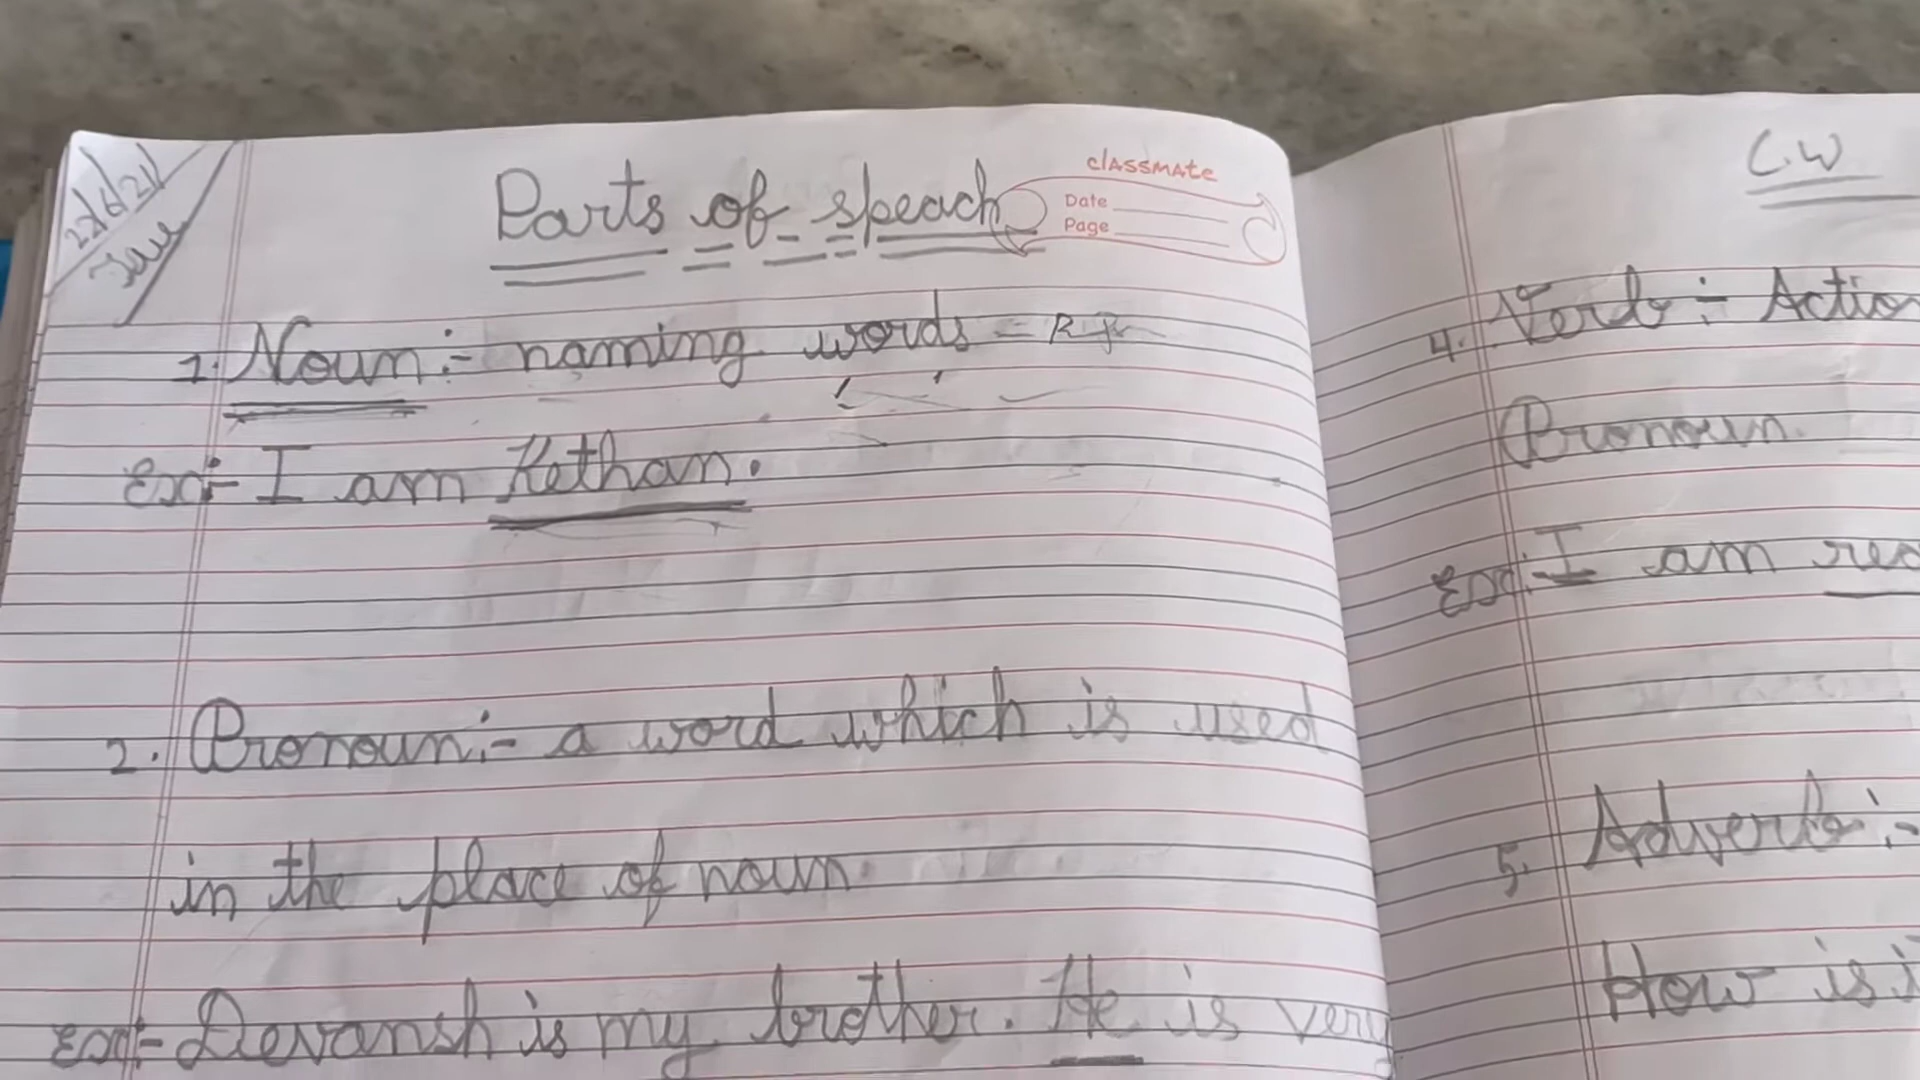 22/6/21
Tue
Parts of speach
classmate
Date
Page
1. Noun:- naming words =
Ex:- I am Kethan.
2. Pronoun:- a word which is used
in the place of noun.
Ex:- Devansh is my brother. He is very
C.W
4. Verb:- Actio
Pronoun.
Ex:- I am rea
5. Adverb:-
How is i